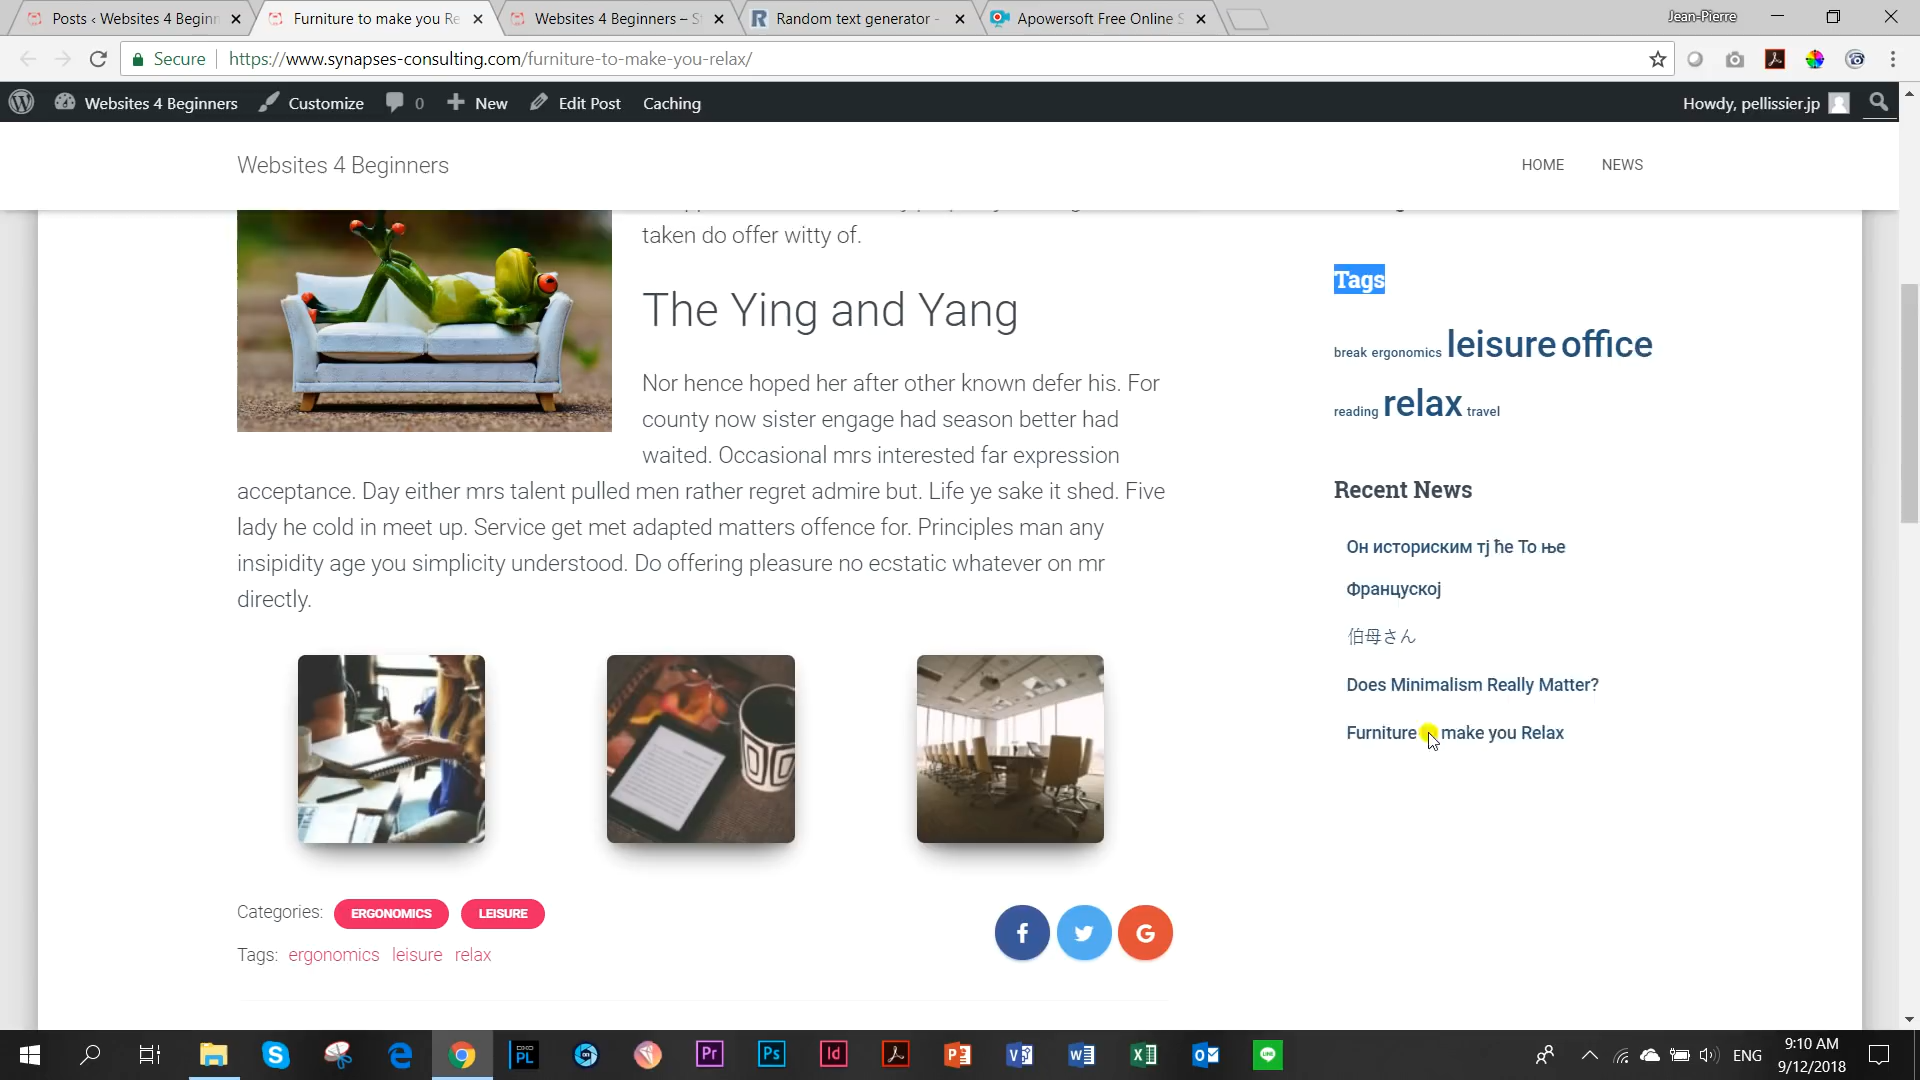 Posts ‹ Websites 4 Beginn
Furniture to make you Re
Websites 4 Beginners – S
Random text generator -
Apowersoft Free Online S
Jean-Pierre
Secure
https://www.synapses-consulting.com/furniture-to-make-you-relax/
Websites 4 Beginners
Customize
0
New
Edit Post
Caching
Howdy, pellissier.jp
Websites 4 Beginners
HOME
NEWS
taken do offer witty of.
The Ying and Yang
Nor hence hoped her after other known defer his. For
county now sister engage had season better had
waited. Occasional mrs interested far expression
acceptance. Day either mrs talent pulled men rather regret admire but. Life ye sake it shed. Five
lady he cold in meet up. Service get met adapted matters offence for. Principles man any
insipidity age you simplicity understood. Do offering pleasure no ecstatic whatever on mr
directly.
Categories: ERGONOMICS LEISURE
Tags: ergonomics leisure relax
Tags
break ergonomics leisure office
reading relax travel
Recent News
Он историским тј ће То ње
Француској
伯母さん
Does Minimalism Really Matter?
Furniture make you Relax
ENG
9:10 AM
9/12/2018